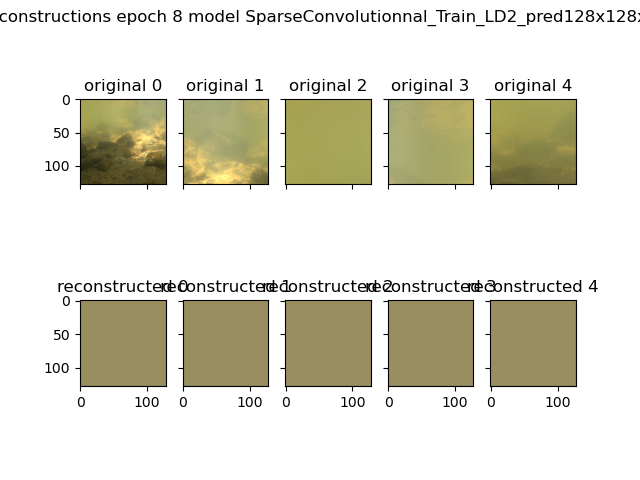 constructions epoch 8 model SparseConvolutionnal_Train_LD2_pred128x128x
original 0 original 1 original 2 original 3 original 4
0
50
100
reconstructed 0 reconstructed 1 reconstructed 2 reconstructed 3 reconstructed 4
0
50
100
0 100 0 100 0 100 0 100 0 100